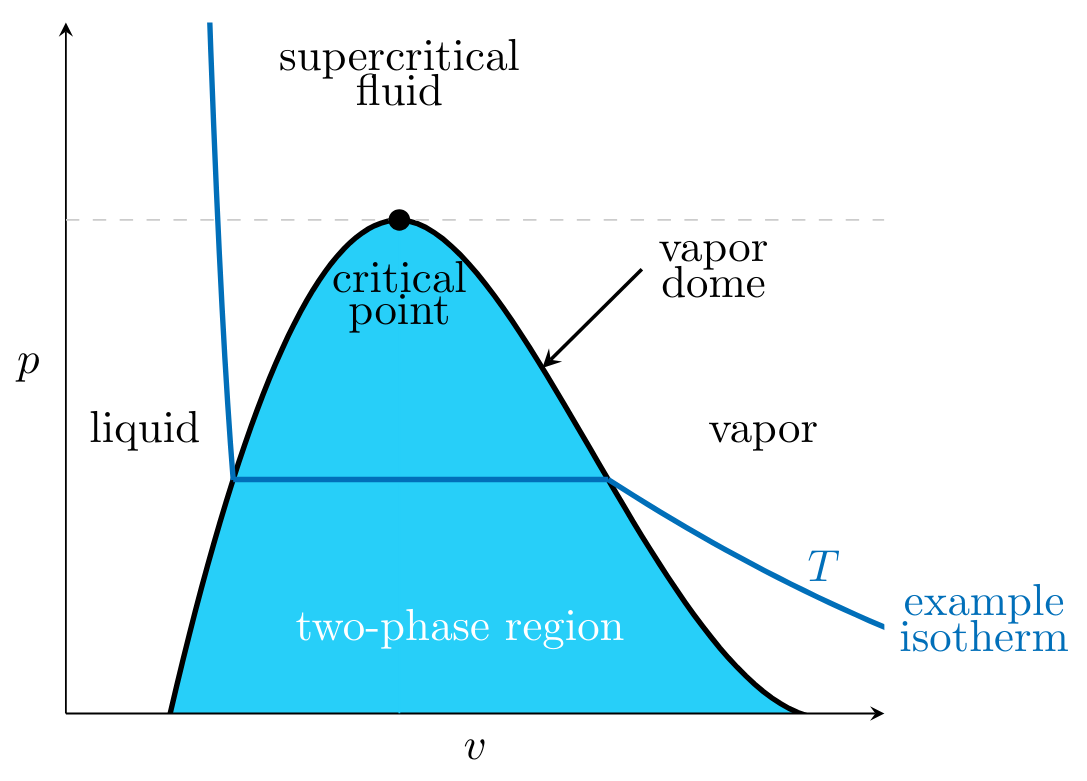 supercritical
fluid
vapor
dome
critical
point
p
liquid
vapor
T
example
isotherm
two-phase region
v